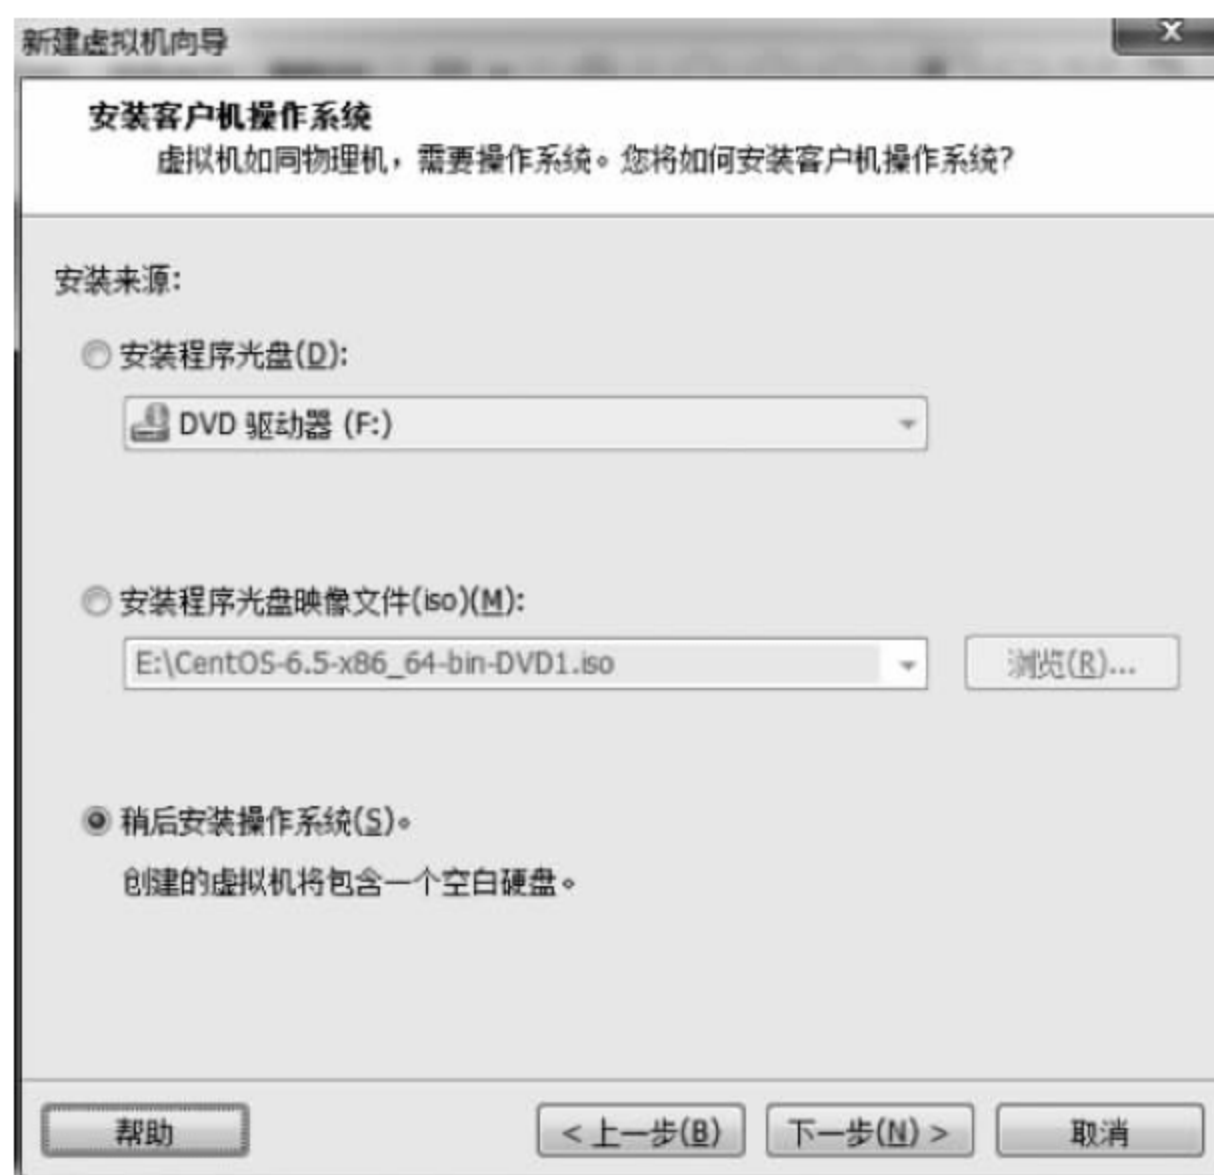 新建虚拟机向导
安装客户机操作系统
虚拟机如同物理机，需要操作系统。您将如何安装客户机操作系统?
安装来源:
安装程序光盘(D):
DVD 驱动器 (F:)
安装程序光盘映像文件(iso)(M):
E:\CentOS-6.5-x86_64-bin-DVD1.iso
浏览(R)...
稍后安装操作系统(S)。
创建的虚拟机将包含一个空白硬盘。
帮助 < 上一步(B) 下一步(N) > 取消